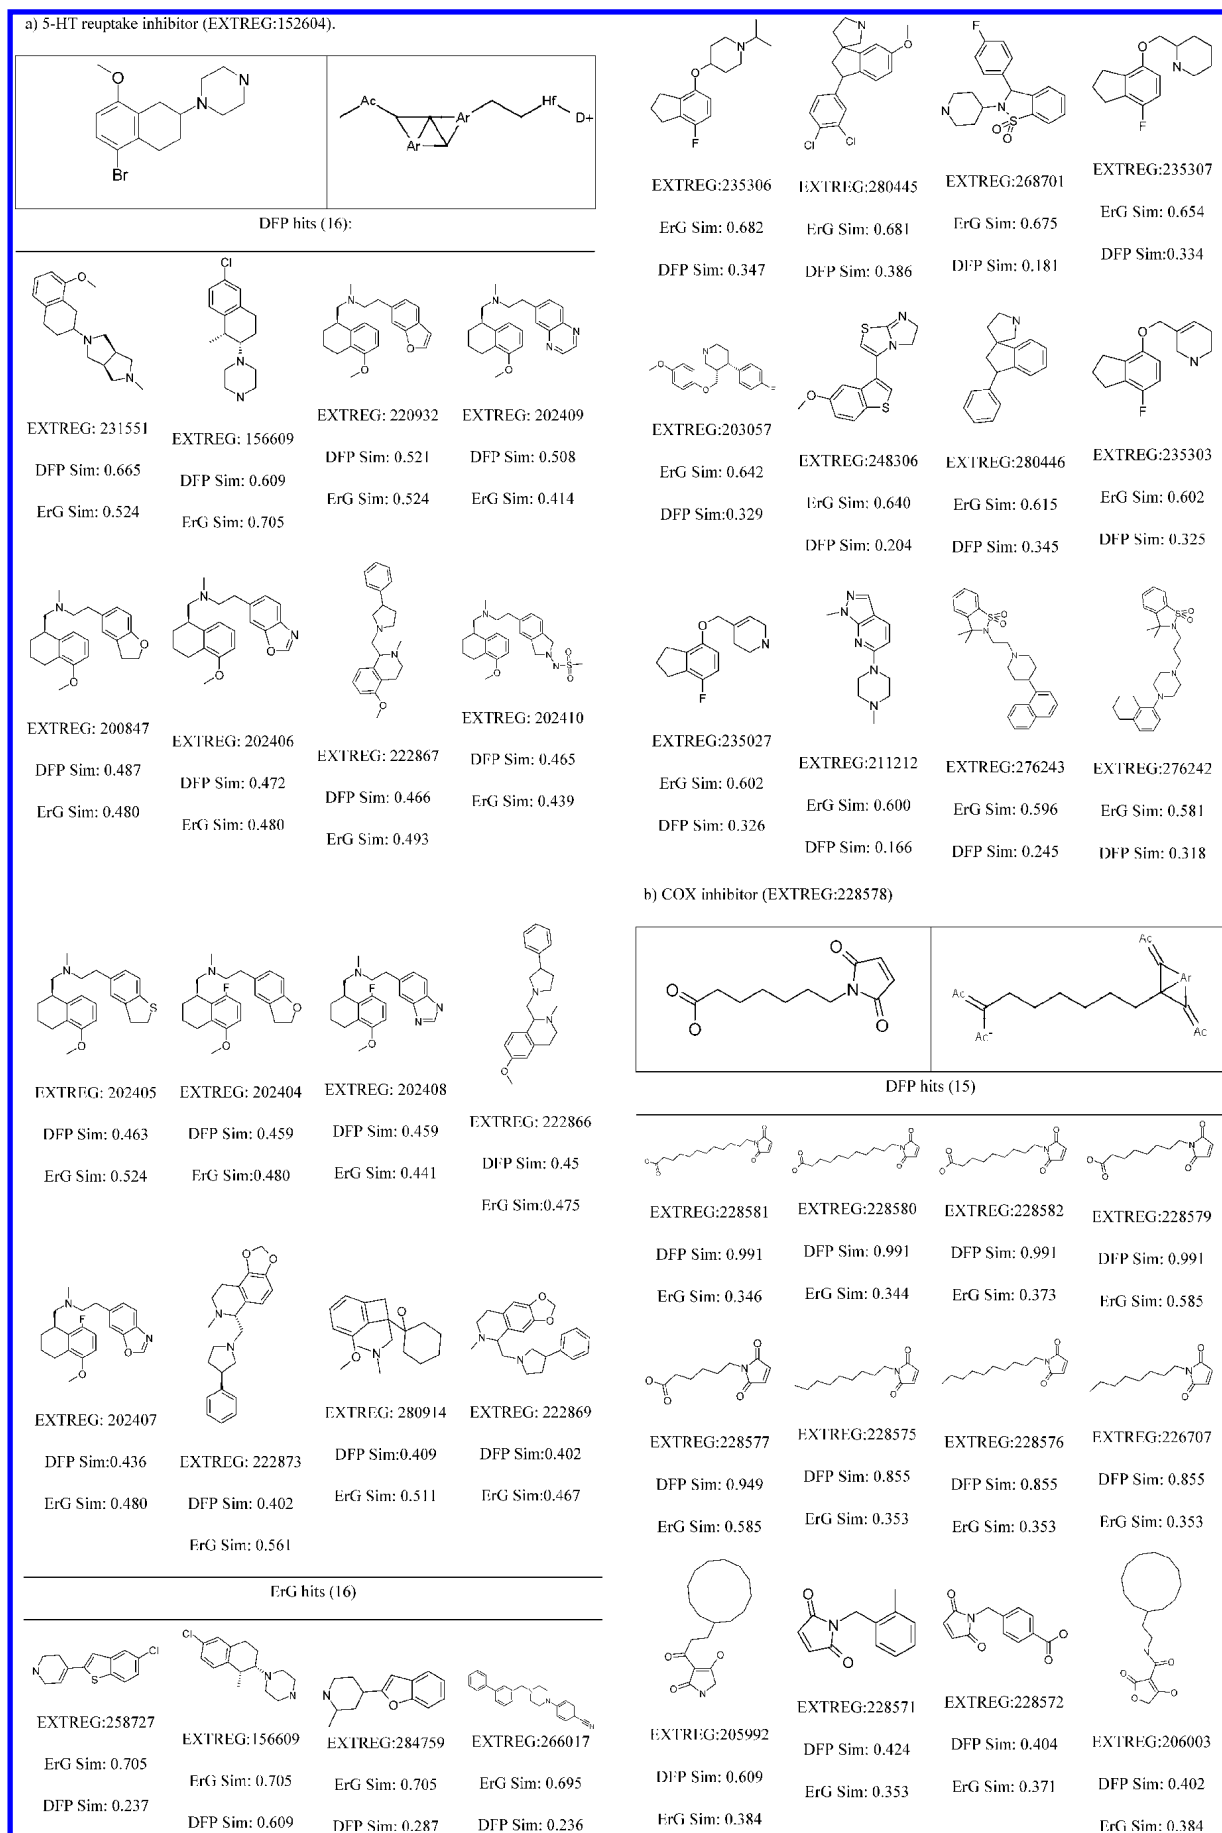 a) 5-HT reuptake inhibitor (EXTREG:152604).
O
N
N
Br
Ac
Ar
Ar
Hf
D+
DFP hits (16):
EXTREG: 231551
DFP Sim: 0.665
ErG Sim: 0.524
EXTREG: 156609
DFP Sim: 0.609
ErG Sim: 0.705
EXTREG: 220932
DFP Sim: 0.521
ErG Sim: 0.524
EXTREG: 202409
DFP Sim: 0.508
ErG Sim: 0.414
EXTREG: 200847
DFP Sim: 0.487
ErG Sim: 0.480
EXTREG: 202406
DFP Sim: 0.472
ErG Sim: 0.480
EXTREG: 222867
DFP Sim: 0.466
ErG Sim: 0.493
EXTREG: 202410
DFP Sim: 0.465
ErG Sim: 0.439
EXTREG: 202405
DFP Sim: 0.463
ErG Sim: 0.524
EXTREG: 202404
DFP Sim: 0.459
ErG Sim:0.480
EXTREG: 202408
DFP Sim: 0.459
ErG Sim: 0.441
EXTREG: 222866
DFP Sim: 0.45
ErG Sim:0.475
EXTREG: 202407
DFP Sim:0.436
ErG Sim: 0.480
EXTREG: 222873
DFP Sim: 0.402
ErG Sim: 0.561
EXTREG: 280914
DFP Sim:0.409
ErG Sim: 0.511
EXTREG: 222869
DFP Sim:0.402
ErG Sim:0.467
ErG hits (16)
EXTREG:258727
ErG Sim: 0.705
DFP Sim: 0.237
EXTREG:156609
ErG Sim: 0.705
DFP Sim: 0.609
EXTREG:284759
ErG Sim: 0.705
DFP Sim: 0.287
EXTREG:266017
ErG Sim: 0.695
DFP Sim: 0.236
EXTREG:235306
ErG Sim: 0.682
DFP Sim: 0.347
EXTREG:280445
ErG Sim: 0.681
DFP Sim: 0.386
EXTREG:268701
ErG Sim: 0.675
DFP Sim: 0.181
EXTREG:235307
ErG Sim: 0.654
DFP Sim:0.334
EXTREG:203057
ErG Sim: 0.642
DFP Sim:0.329
EXTREG:248306
ErG Sim: 0.640
DFP Sim: 0.204
EXTREG:280446
ErG Sim: 0.615
DFP Sim: 0.345
EXTREG:235303
ErG Sim: 0.602
DFP Sim: 0.325
EXTREG:235027
ErG Sim: 0.602
DFP Sim: 0.326
EXTREG:211212
ErG Sim: 0.600
DFP Sim: 0.166
EXTREG:276243
ErG Sim: 0.596
DFP Sim: 0.245
EXTREG:276242
ErG Sim: 0.581
DFP Sim: 0.318
b) COX inhibitor (EXTREG:228578)
O
O
N
O
O
Ac
Ac-
Ac
Ar
Ac
DFP hits (15)
EXTREG:228581
DFP Sim: 0.991
ErG Sim: 0.346
EXTREG:228580
DFP Sim: 0.991
ErG Sim: 0.344
EXTREG:228582
DFP Sim: 0.991
ErG Sim: 0.373
EXTREG:228579
DFP Sim: 0.991
ErG Sim: 0.585
EXTREG:228577
DFP Sim: 0.949
ErG Sim: 0.585
EXTREG:228575
DFP Sim: 0.855
ErG Sim: 0.353
EXTREG:228576
DFP Sim: 0.855
ErG Sim: 0.353
EXTREG:226707
DFP Sim: 0.855
ErG Sim: 0.353
EXTREG:205992
DFP Sim: 0.609
ErG Sim: 0.384
EXTREG:228571
DFP Sim: 0.424
ErG Sim: 0.353
EXTREG:228572
DFP Sim: 0.404
ErG Sim: 0.371
EXTREG:206003
DFP Sim: 0.402
ErG Sim: 0.384